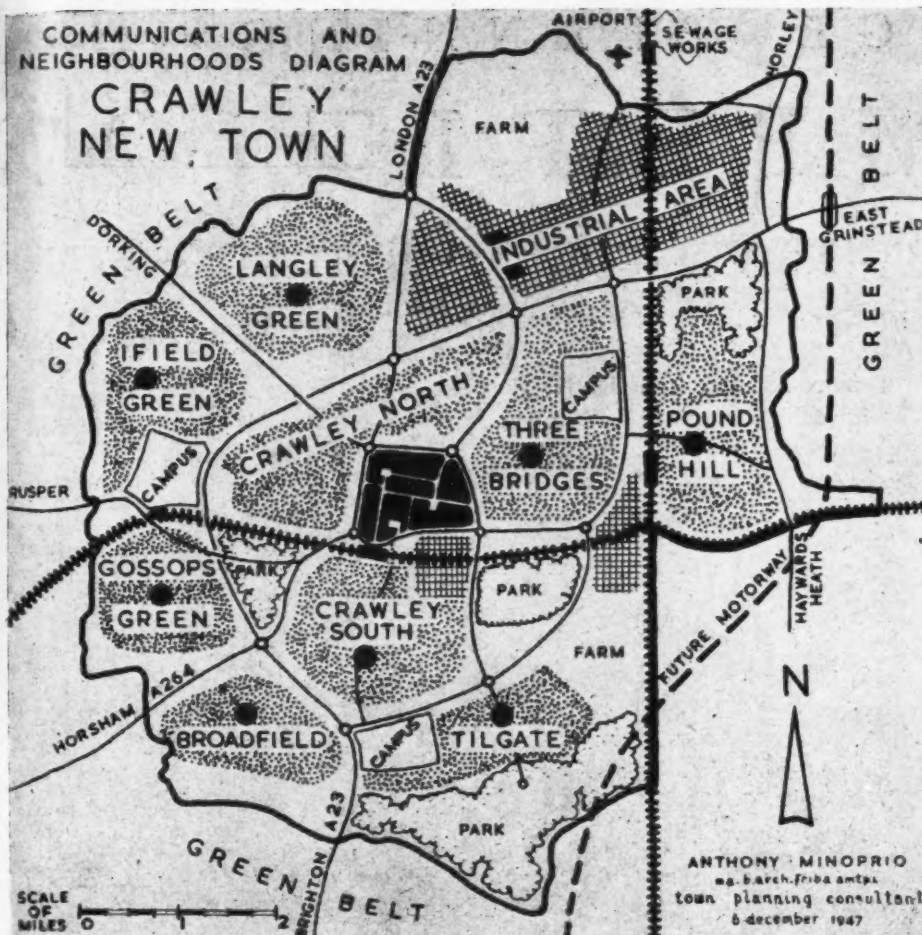 COMMUNICATIONS AND
NEIGHBOURHOODS DIAGRAM
CRAWLEY
NEW TOWN
LONDON A23
AIRPORT
SEWAGE
WORKS
HORLEY
FARM
GREEN BELT
DORKING
INDUSTRIAL AREA
EAST
GRINSTEAD
GREEN BELT
LANGLEY
GREEN
PARK
IFIELD
GREEN
CAMPUS
CRAWLEY NORTH
CAMPUS
THREE
BRIDGES
POUND
HILL
RUSPER
GOSSOPS
GREEN
PARK
CRAWLEY
SOUTH
PARK
HAYWARDS
HEATH
FARM
FUTURE MOTORWAY
N
HORSHAM A264
BROADFIELD
CAMPUS
TILGATE
A23
PARK
GREEN BELT
BRIGHTON
SCALE
OF
MILES
0 1 2
ANTHONY MINOPRIO
m.a. b.arch. f.r.i.b.a. a.m.t.p.i.
town planning consultant
6 december 1947